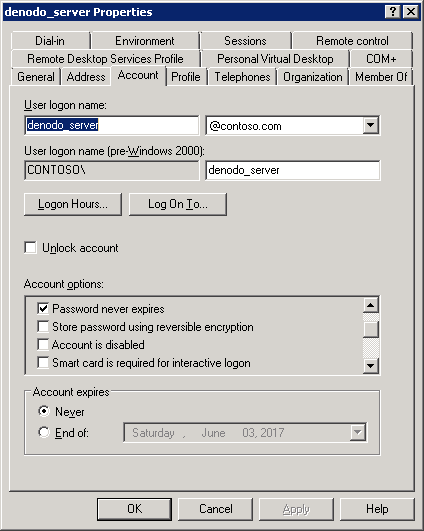 denodo_server Properties
Dial-in Environment Sessions Remote control
Remote Desktop Services Profile Personal Virtual Desktop COM+
General Address Account Profile Telephones Organization Member Of
User logon name:
denodo_server @contoso.com
User logon name (pre-Windows 2000):
CONTOSO\ denodo_server
Logon Hours... Log On To...
Unlock account
Account options:
Password never expires
Store password using reversible encryption
Account is disabled
Smart card is required for interactive logon
Account expires
Never
End of: Saturday , June 03, 2017
OK Cancel Apply Help